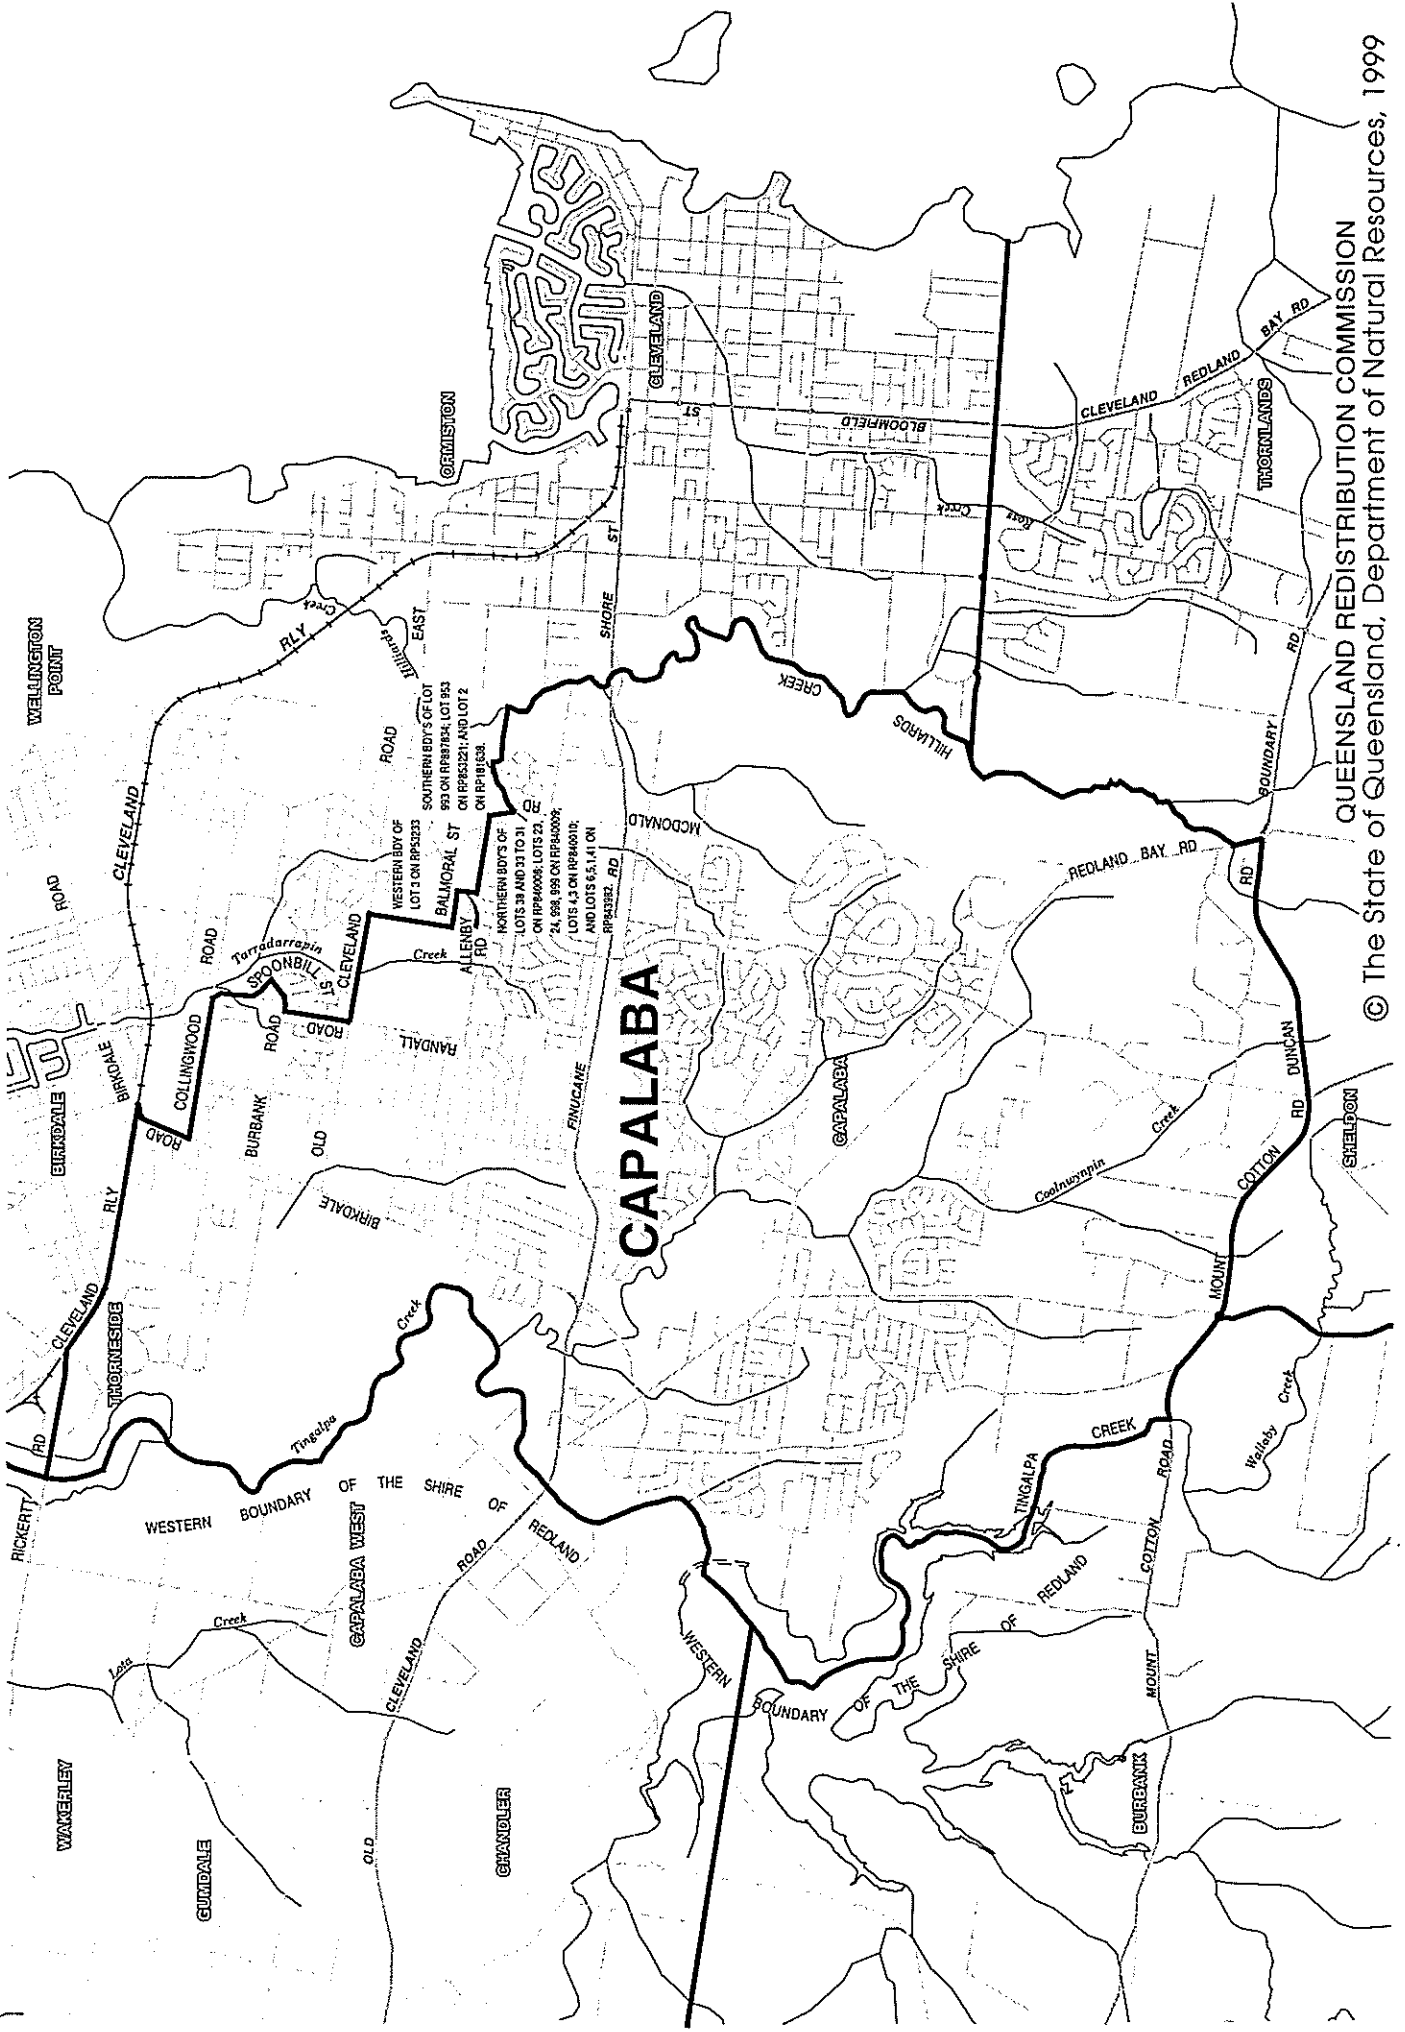 WELLINGTON
POINT
ORMISTON
CLEVELAND
THORNLANDS
BIRKDALE
THORNESIDE
WAKERLEY
GUMDALE
CHANDLER
CAPALABA WEST
CAPALABA
CAPALABA
BURBANK
SHELDON
RICKERTT
RD
CLEVELAND
RLY
BIRKDALE
ROAD
COLLINGWOOD
ROAD
SPOONBILL ST
Tarradarrapin
Creek
ROAD
ROAD
CLEVELAND
WESTERN BDY OF
LOT 3 ON RP53233
BALMORAL ST
ALLENBY
RD
SOUTHERN BDY'S OF LOT
993 ON RP897834; LOT 953
ON RP853221; AND LOT 2
ON RP181638.
NORTHERN BDY'S OF
LOTS 38 AND 33 TO 31
ON RP840008; LOTS 23,
24, 998, 999 ON RP840009;
LOTS 4,3 ON RP840010;
AND LOTS 6,5,1,41 ON
RP843982.
RD
CLEVELAND
RLY
ROAD
ROAD
EAST
Hilliards
Creek
BURBANK
OLD
BIRKDALE
RANDALL
FINUCANE
RD
SHORE
ST
MCDONALD
BLOOMFIELD
ST
Ross
Creek
CLEVELAND
REDLAND
BAY RD
HILLIARDS
CREEK
BOUNDARY
RD
REDLAND BAY RD
RD
DUNCAN
RD
COTTON
MOUNT
Coolnwynpin
Creek
Wallaby
Creek
Tingalpa
Creek
WESTERN BOUNDARY OF THE SHIRE OF REDLAND
OLD
CLEVELAND
ROAD
Lota
Creek
WESTERN BOUNDARY OF THE SHIRE OF REDLAND
TINGALPA
CREEK
MOUNT
COTTON
ROAD
QUEENSLAND REDISTRIBUTION COMMISSION
© The State of Queensland, Department of Natural Resources, 1999